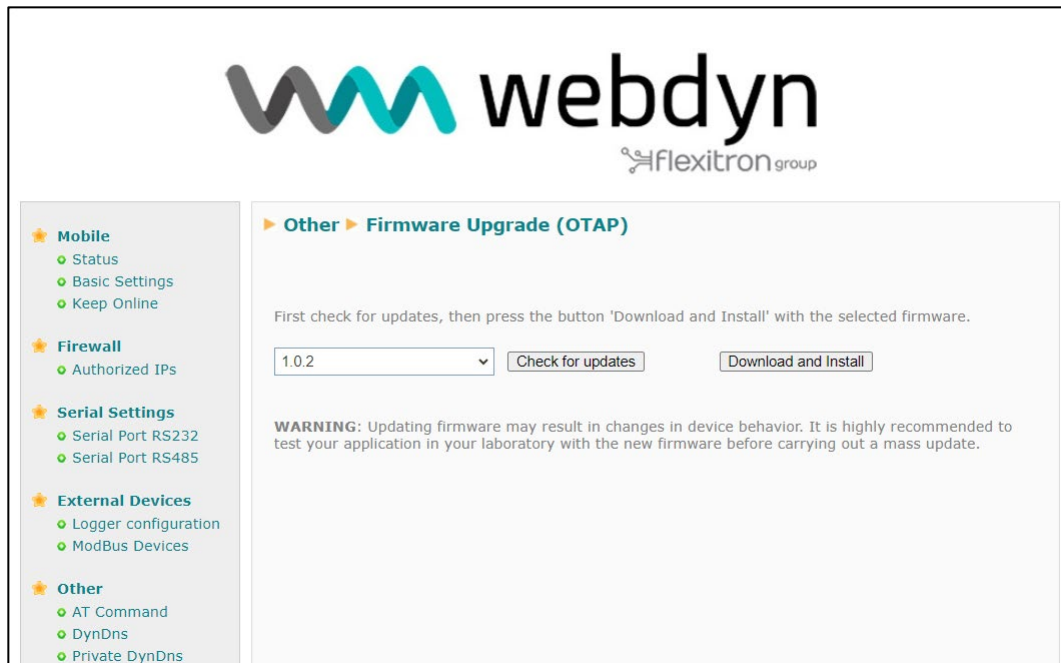 webdyn
flexitron group
Mobile
Status
Basic Settings
Keep Online
Firewall
Authorized IPs
Serial Settings
Serial Port RS232
Serial Port RS485
External Devices
Logger configuration
ModBus Devices
Other
AT Command
DynDns
Private DynDns
Other Firmware Upgrade (OTAP)
First check for updates, then press the button 'Download and Install' with the selected firmware.
1.0.2 Check for updates Download and Install
WARNING: Updating firmware may result in changes in device behavior. It is highly recommended to
test your application in your laboratory with the new firmware before carrying out a mass update.